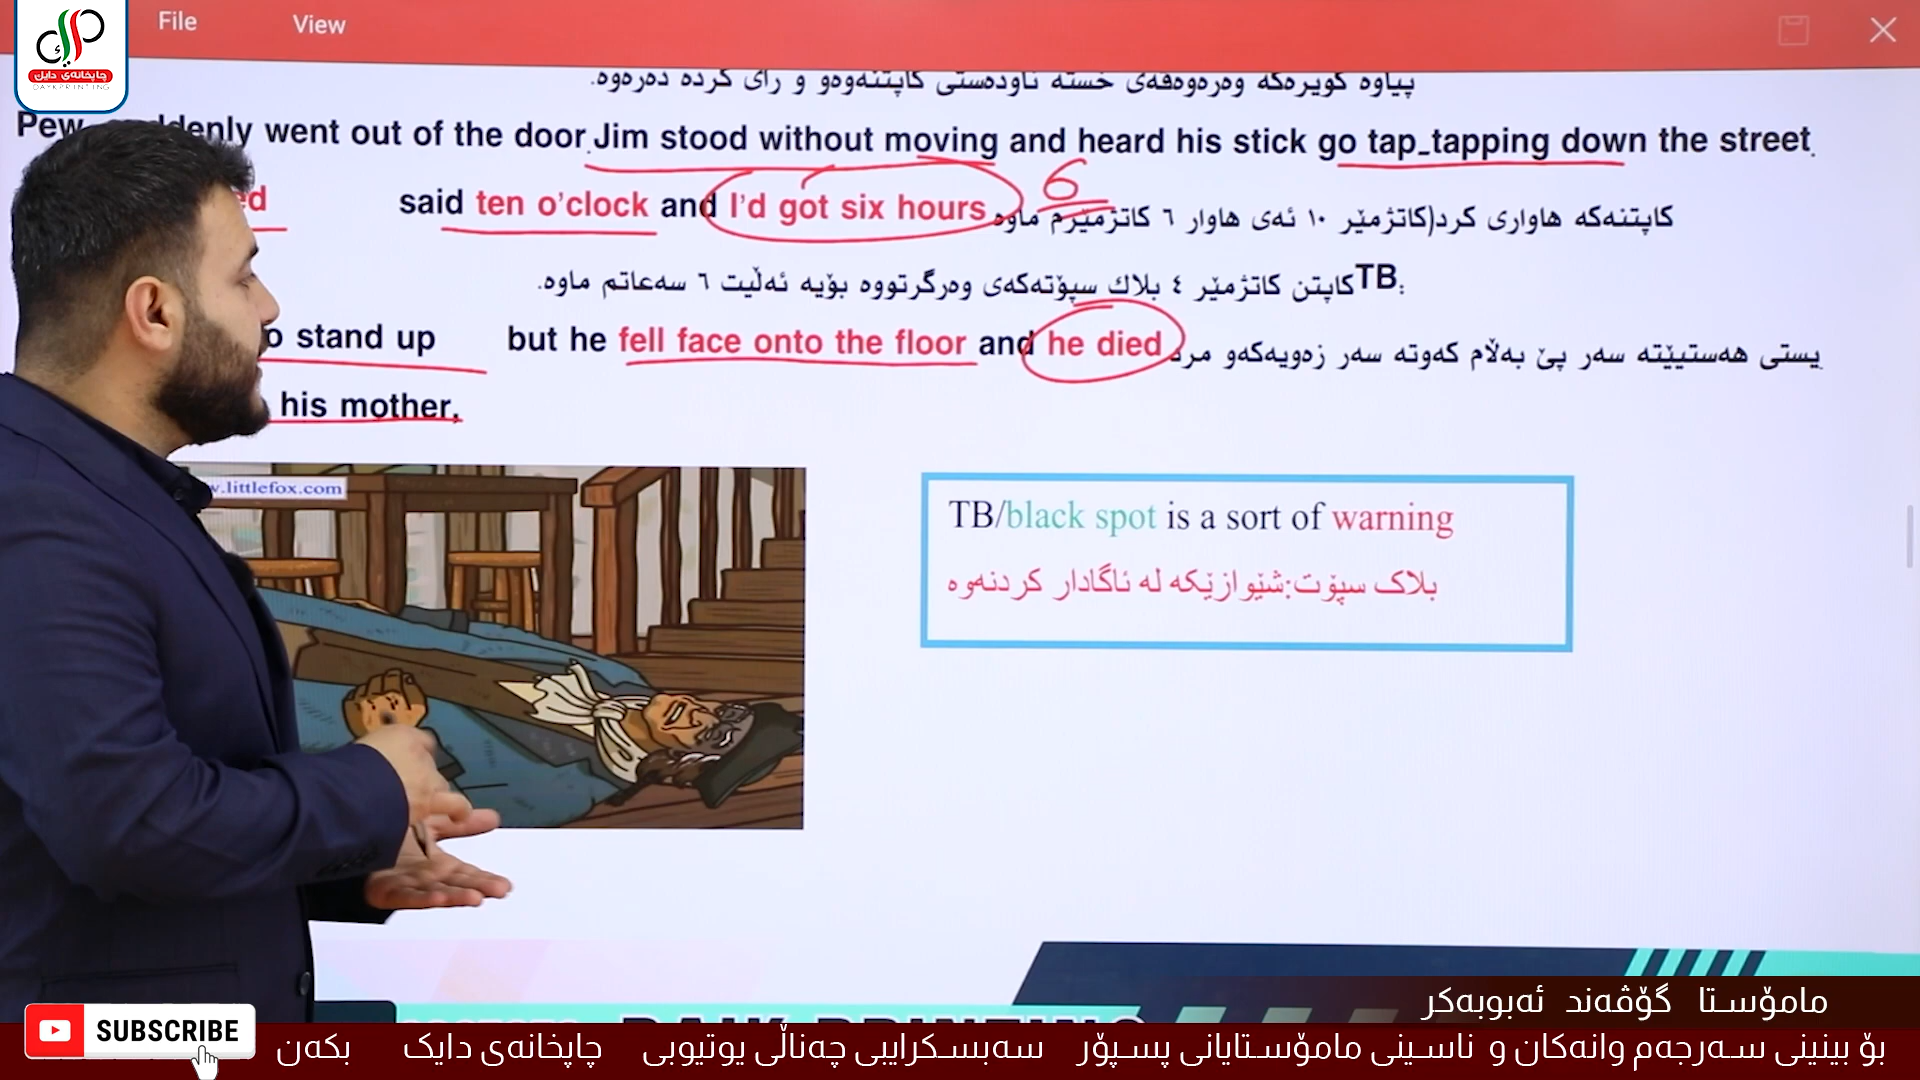 File View
چاپخانەی دایک
DAYKPRINTING
پیاوە کوێرەکە وەرەوەقەی خستە ناودەستی کاپتنەوەو و رای کردە دەرەوە.
Pew suddenly went out of the door.Jim stood without moving and heard his stick go tap_tapping down the street.
ed said ten o'clock and I'd got six hours 6 کاپتنەکە هاواری کرد(کاتژمێر ١٠ ئەی هاوار ٦ کاتژمێرم ماوە
TB: کاپتن کاتژمێر ٤ بلاك سپۆتەکەی وەرگرتووە بۆیە ئەڵێت ٦ سەعاتم ماوە.
o stand up but he fell face onto the floor and he died یستی هەستیێتە سەر پێ بەڵام کەوتە سەر زەویەکەو مرد.
his mother,
w.littlefox.com
TB/black spot is a sort of warning
بلاک سپۆت:شێوازێکە لە ئاگادار کردنەوە
مامۆستا گۆڤەند ئەبوبەکر
SUBSCRIBE
بۆ بینینی سەرجەم وانەکان و ناسینی مامۆستایانی پسپۆر سەبسکرایبی چەناڵی یوتیوبی چاپخانەی دایک بکەن